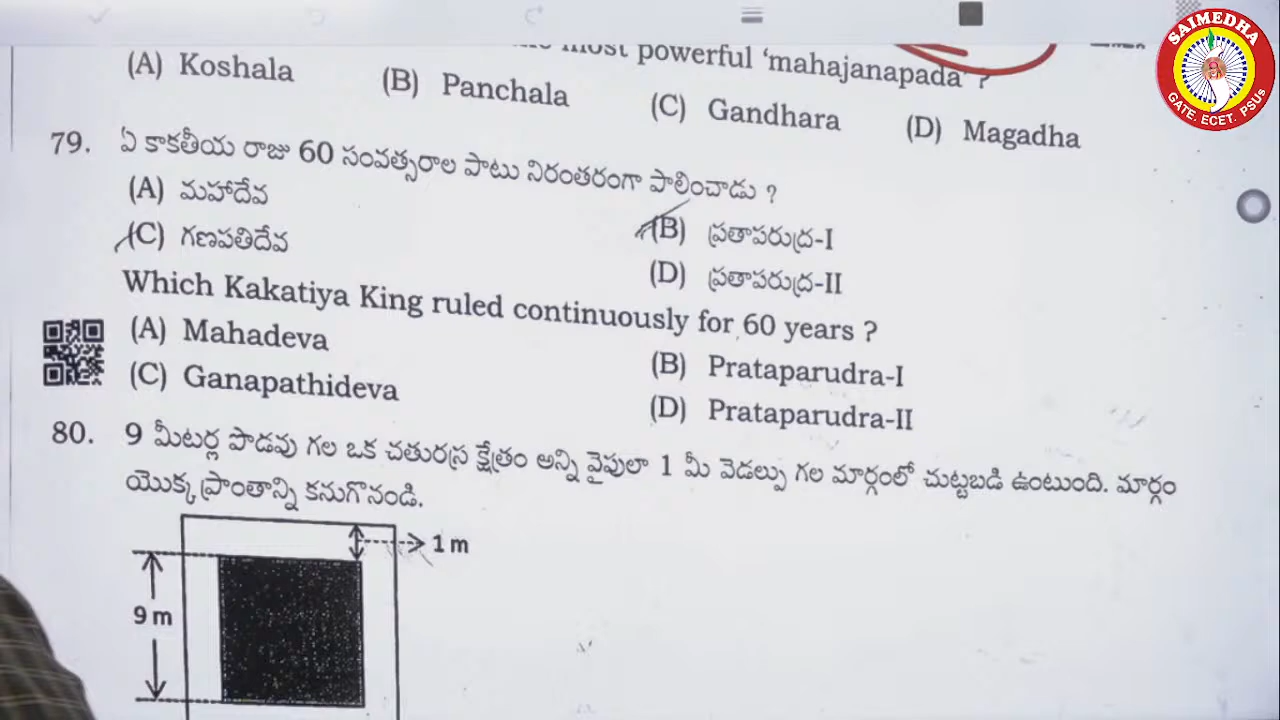 most powerful ‘mahajanapada’ ?
(A) Koshala (B) Panchala (C) Gandhara (D) Magadha
79. ఏ కాకతీయ రాజు 60 సంవత్సరాల పాటు నిరంతరంగా పాలించాడు ?
(A) మహాదేవ (B) ప్రతాపరుద్ర-I
(C) గణపతిదేవ (D) ప్రతాపరుద్ర-II
Which Kakatiya King ruled continuously for 60 years ?
(A) Mahadeva (B) Prataparudra-I
(C) Ganapathideva (D) Prataparudra-II
80. 9 మీటర్ల పొడవు గల ఒక చతురస్ర క్షేత్రం అన్ని వైపులా 1 మీ వెడల్పు గల మార్గంలో చుట్టబడి ఉంటుంది. మార్గం
యొక్క ప్రాంతాన్ని కనుగొనండి.
1 m
9 m
SAIMEDHA
GATE. ECET. PSUs